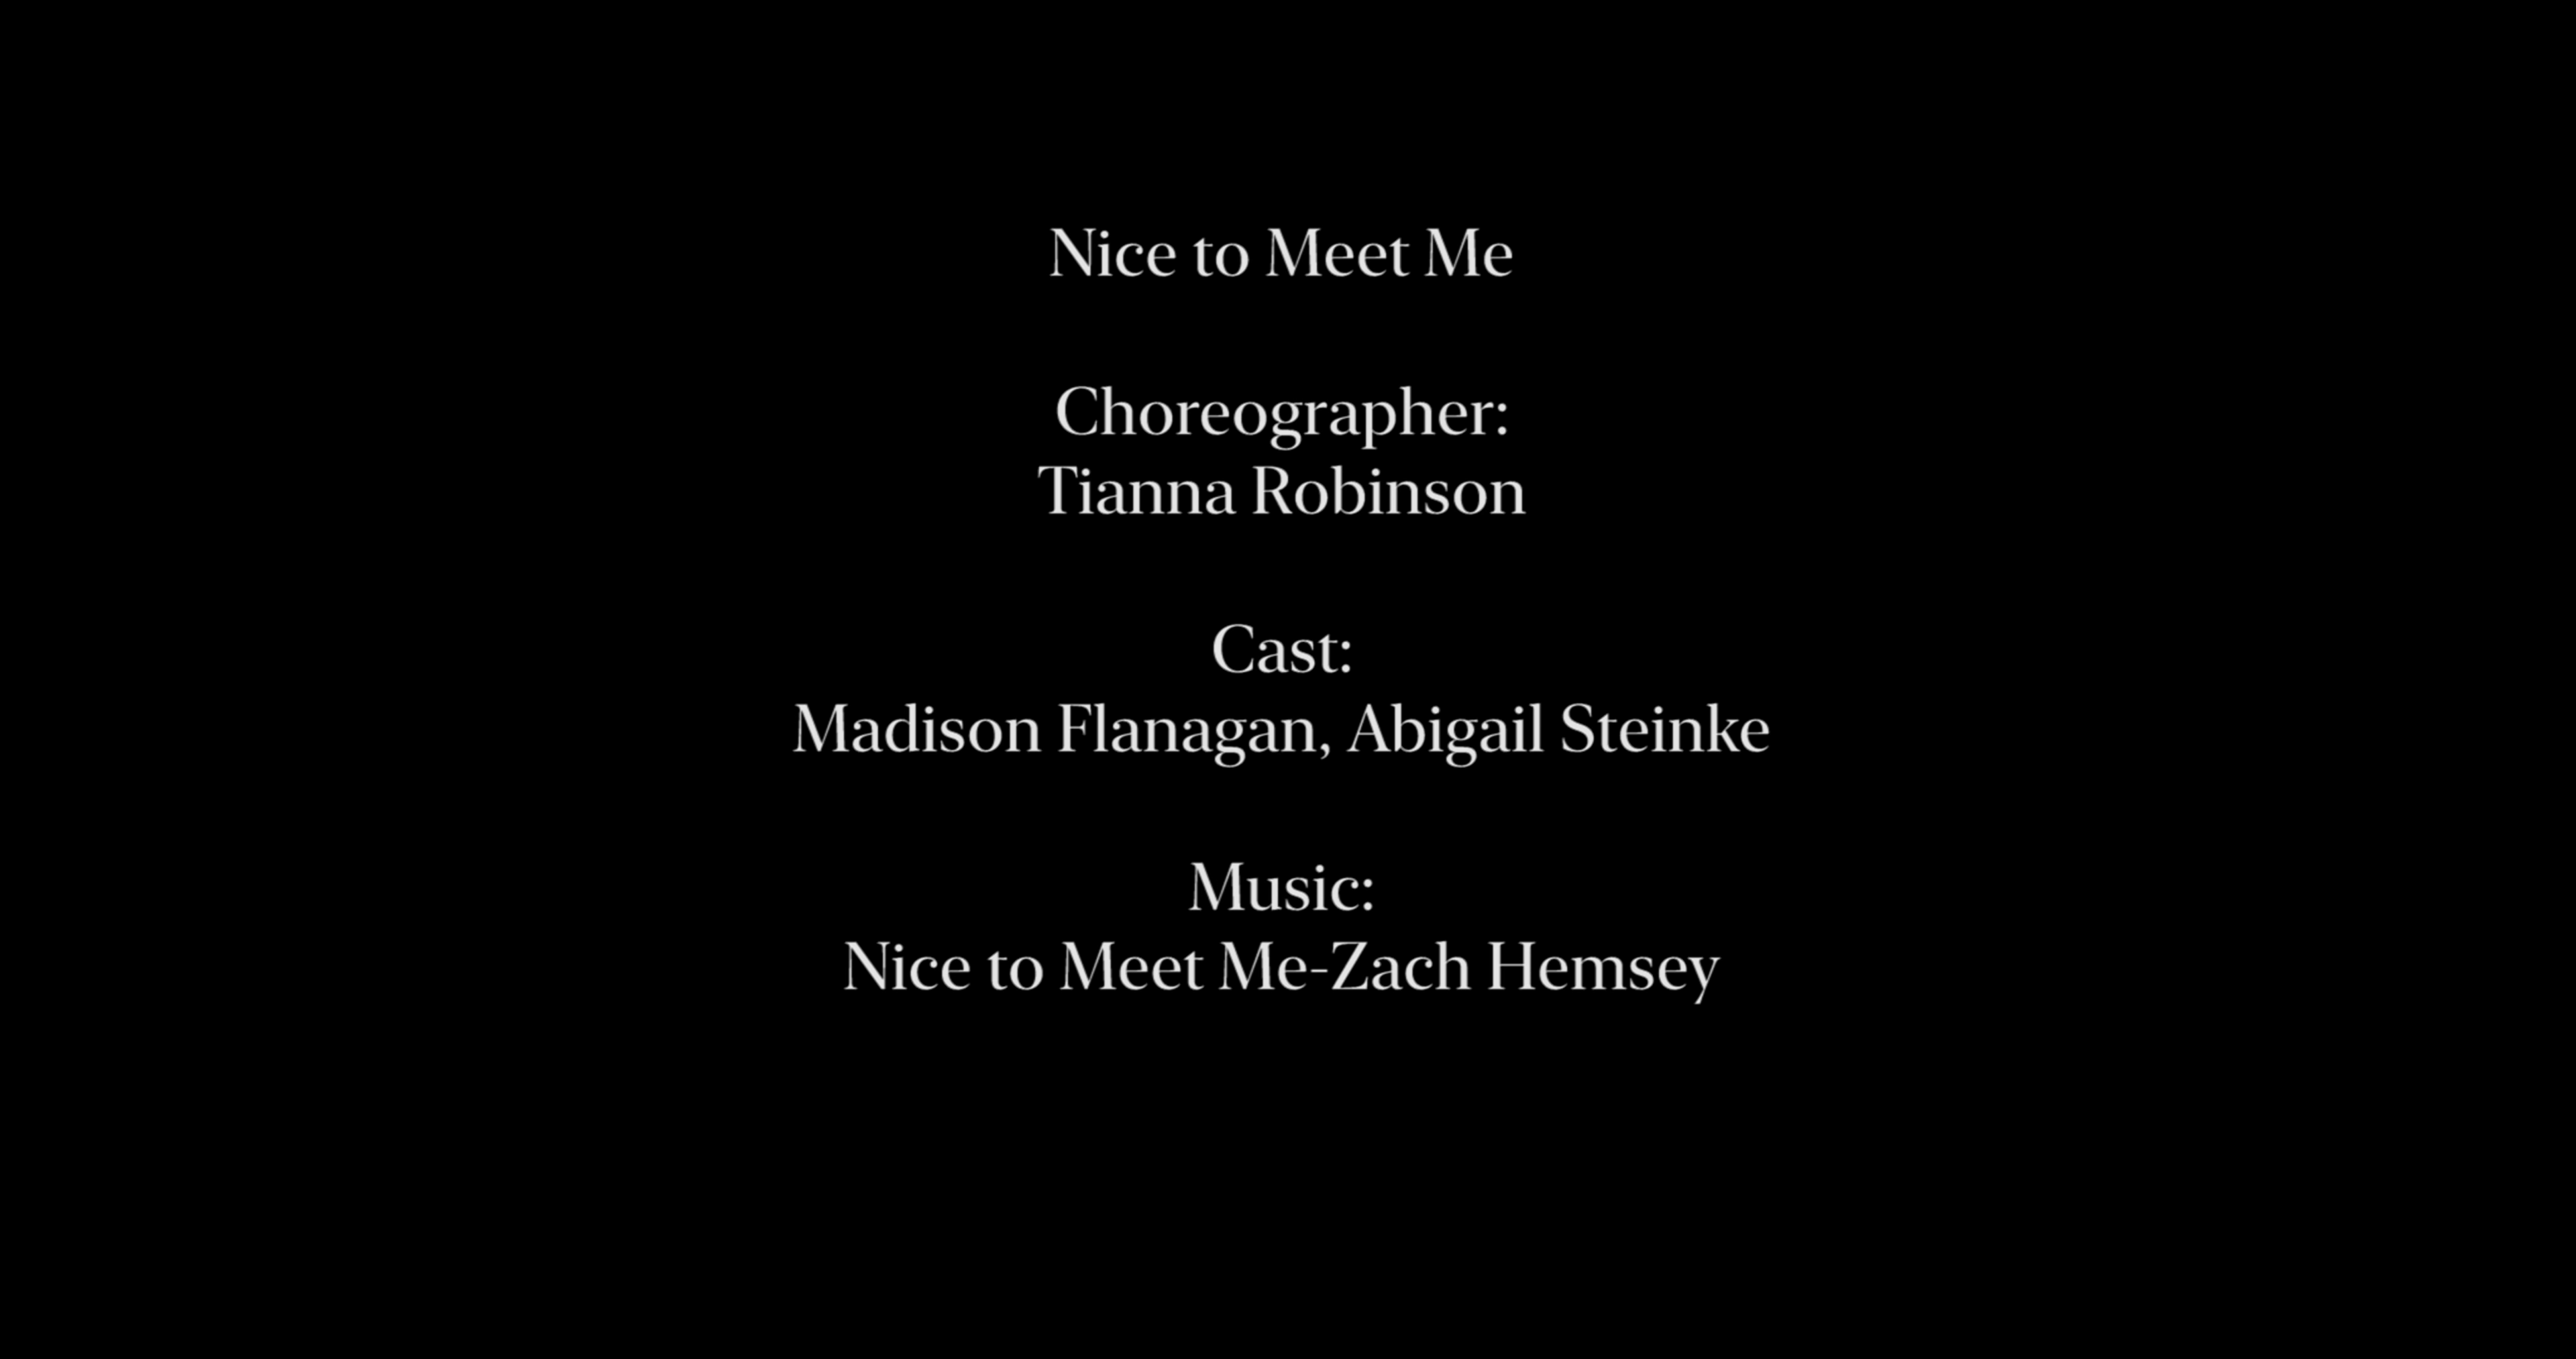 Nice to Meet Me
Choreographer:
Tianna Robinson
Cast:
Madison Flanagan, Abigail Steinke
Music:
Nice to Meet Me-Zach Hemsey